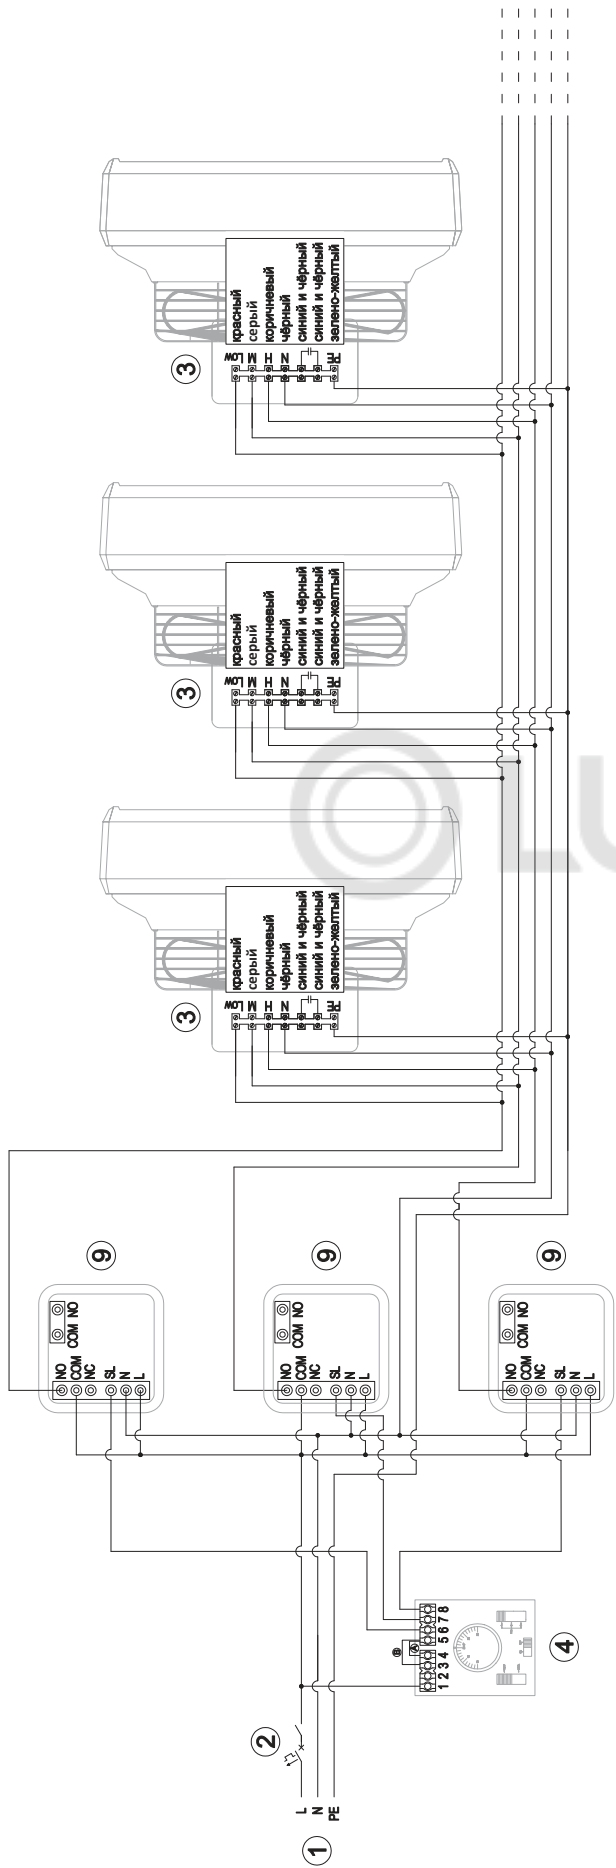 1
L
N
PE
2
4
1 2 3 4 5 6 7 8
A
B
9
NO
COM
NC
SL
N
L
COM NO
9
NO
COM
NC
SL
N
L
COM NO
9
NO
COM
NC
SL
N
L
COM NO
3
Low
M
H
N
PE
красный
серый
коричневый
чёрный
синий и чёрный
синий и чёрный
зелено-желтый
3
Low
M
H
N
PE
красный
серый
коричневый
чёрный
синий и чёрный
синий и чёрный
зелено-желтый
3
Low
M
H
N
PE
красный
серый
коричневый
чёрный
синий и чёрный
синий и чёрный
зелено-желтый